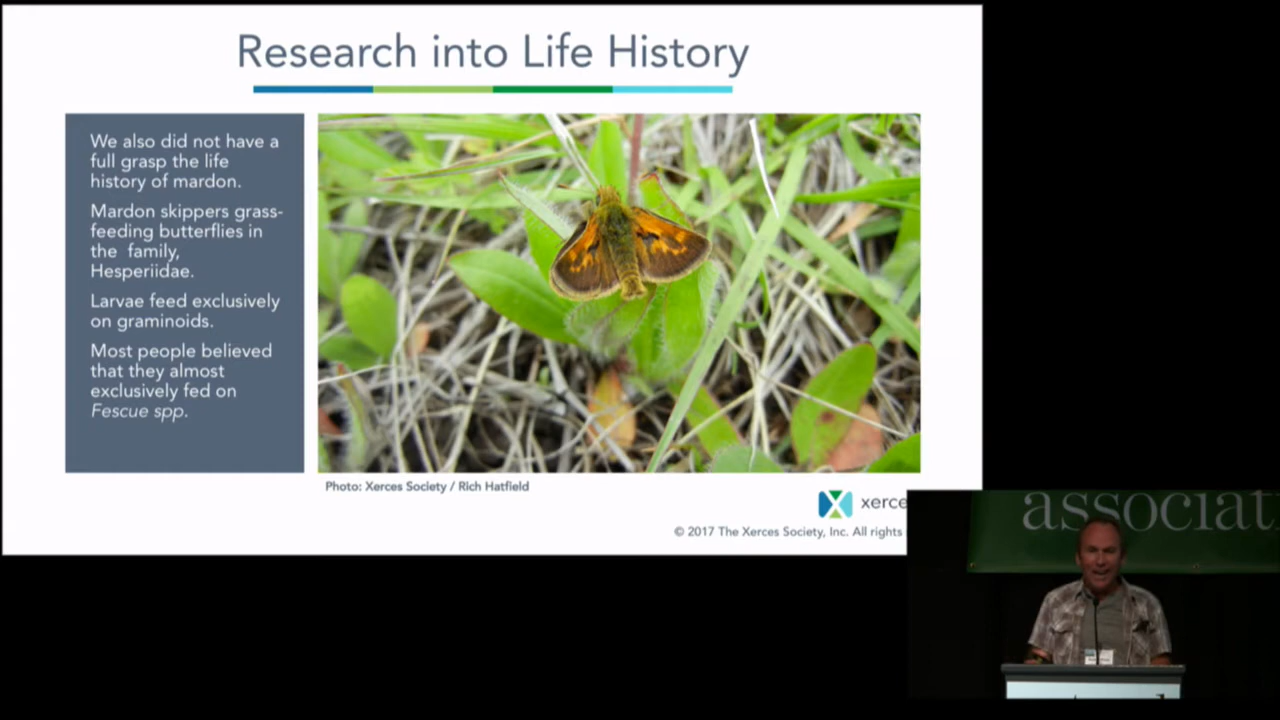 Research into Life History
We also did not have a
full grasp the life
history of mardon.
Mardon skippers grass-
feeding butterflies in
the family,
Hesperiidae.
Larvae feed exclusively
on graminoids.
Most people believed
that they almost
exclusively fed on
Fescue spp.
Photo: Xerces Society / Rich Hatfield
xerce
© 2017 The Xerces Society, Inc. All rights
associat